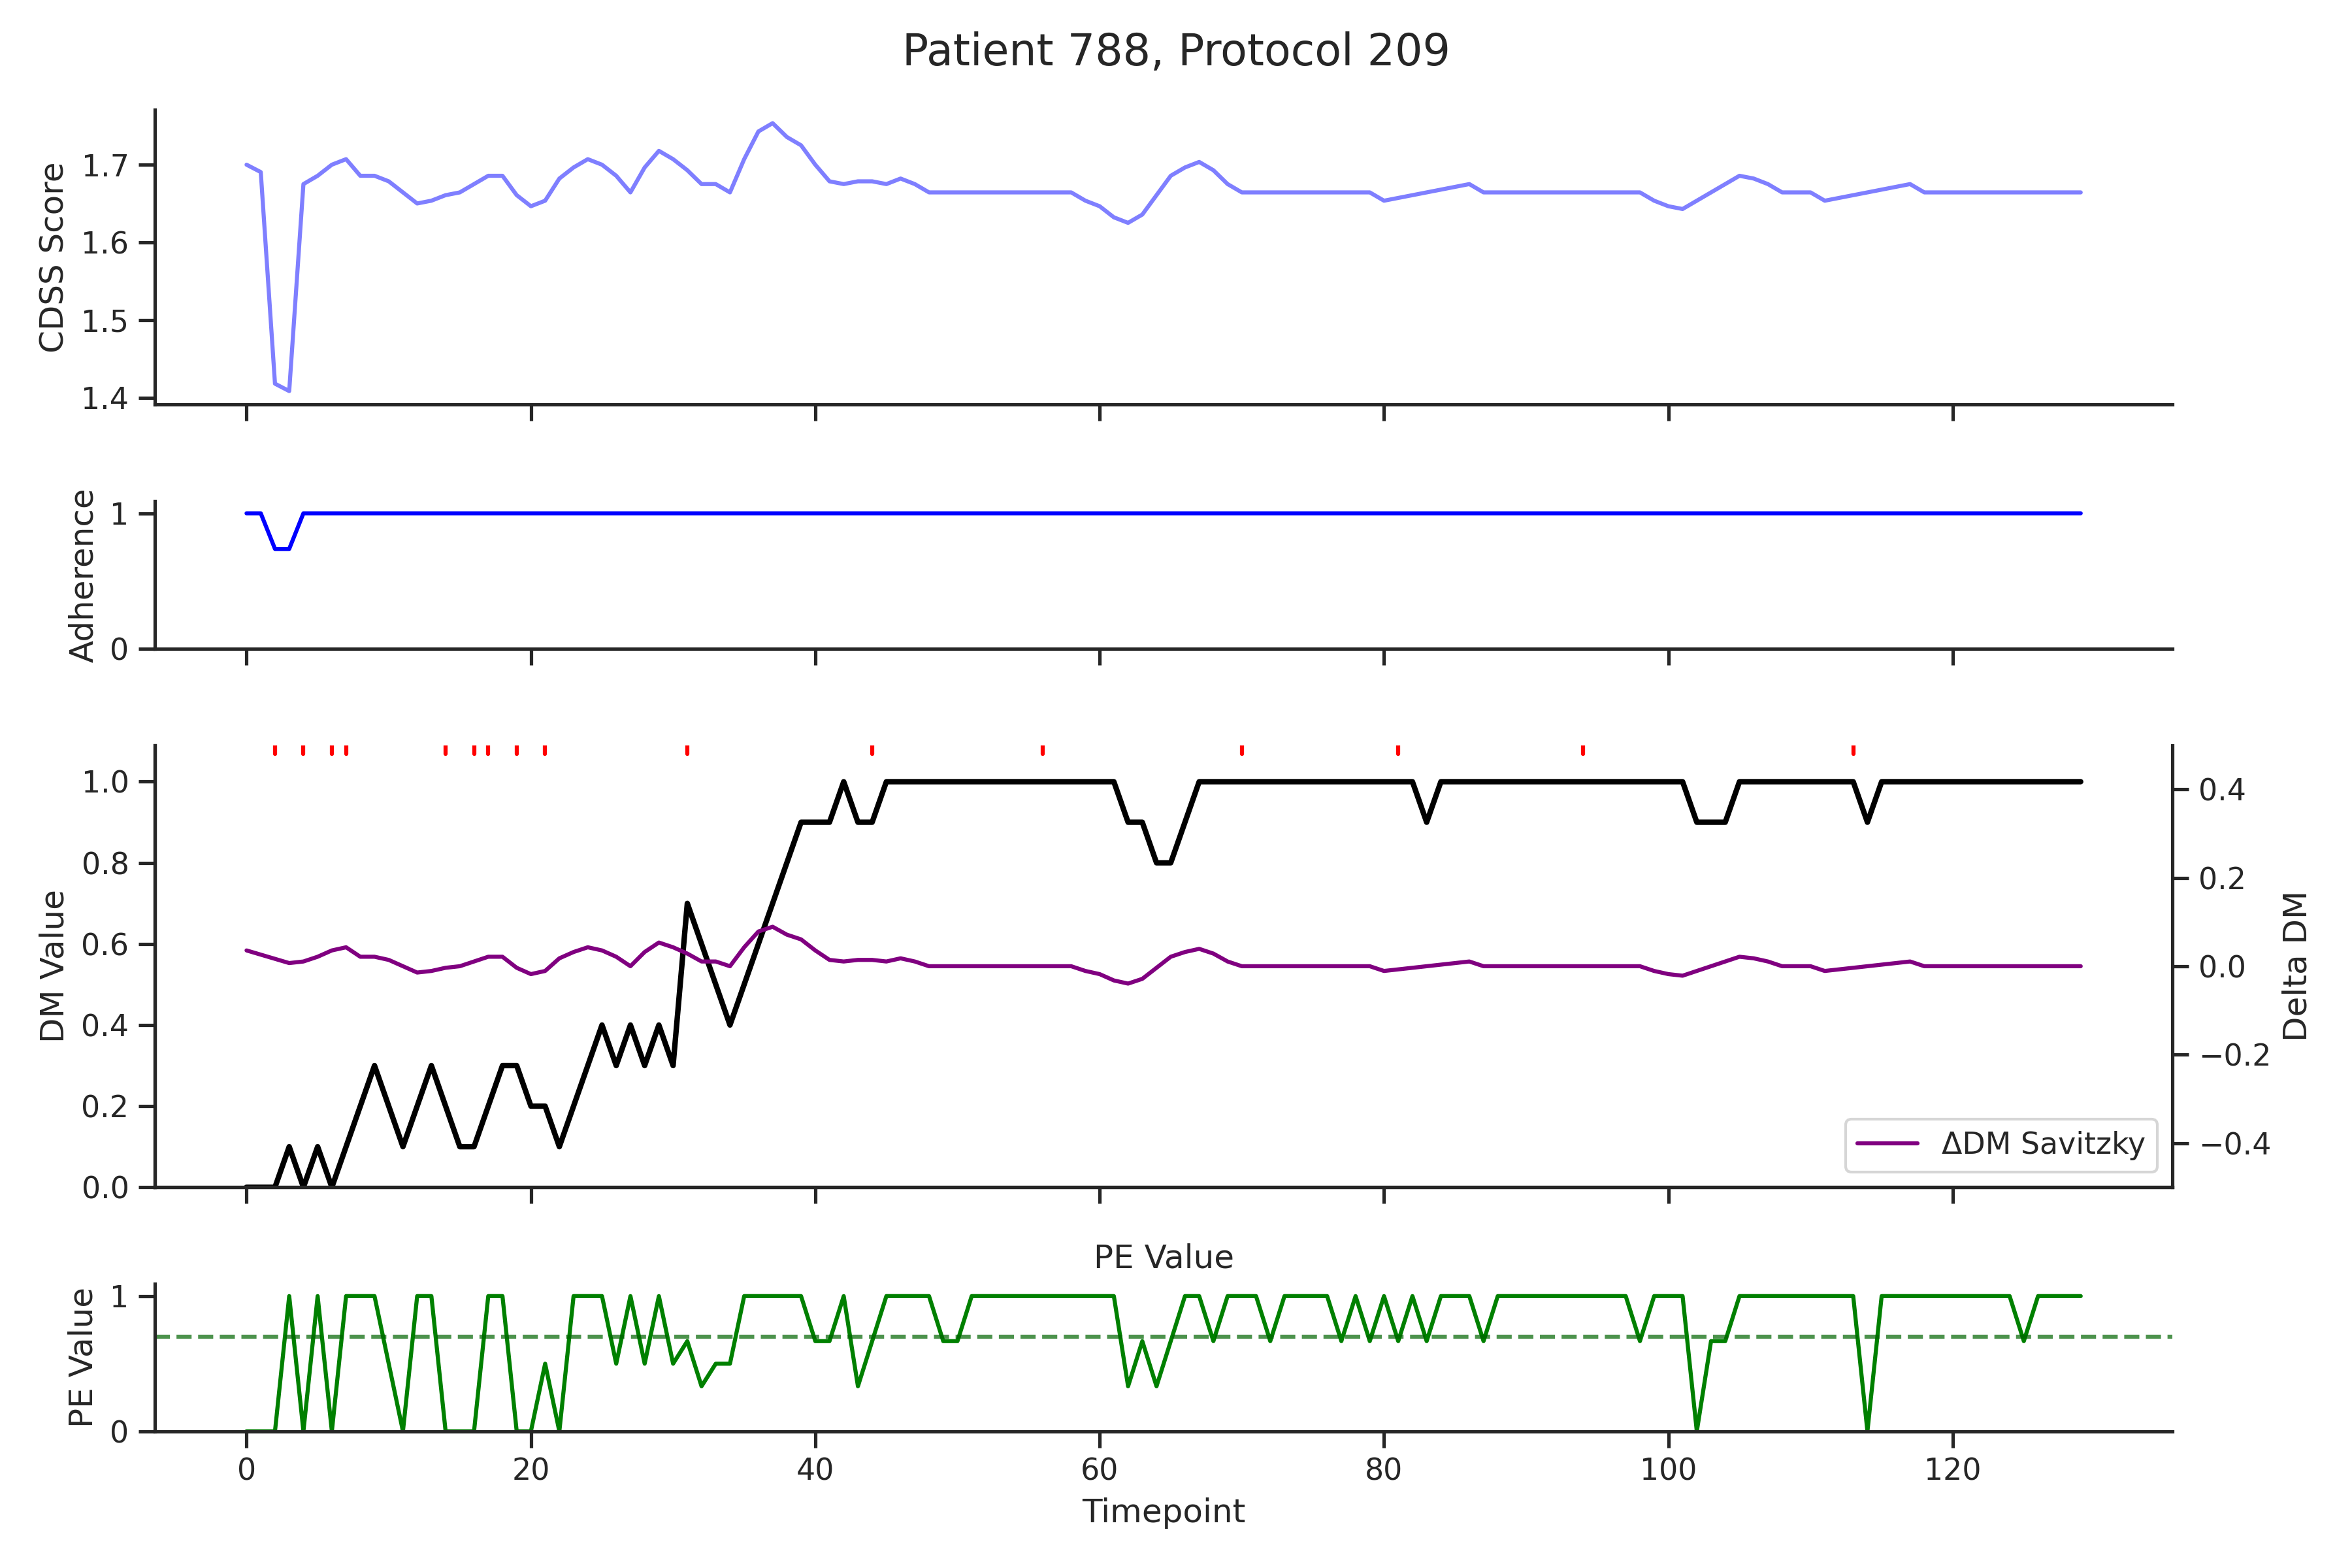 Patient 788, Protocol 209
CDSS Score
1.7
1.6
1.5
1.4
Adherence
1
0
DM Value
1.0
0.8
0.6
0.4
0.2
0.0
0.4
0.2
0.0
−0.2
−0.4
Delta DM
ΔDM Savitzky
PE Value
PE Value
1
0
0
20
40
60
80
100
120
Timepoint